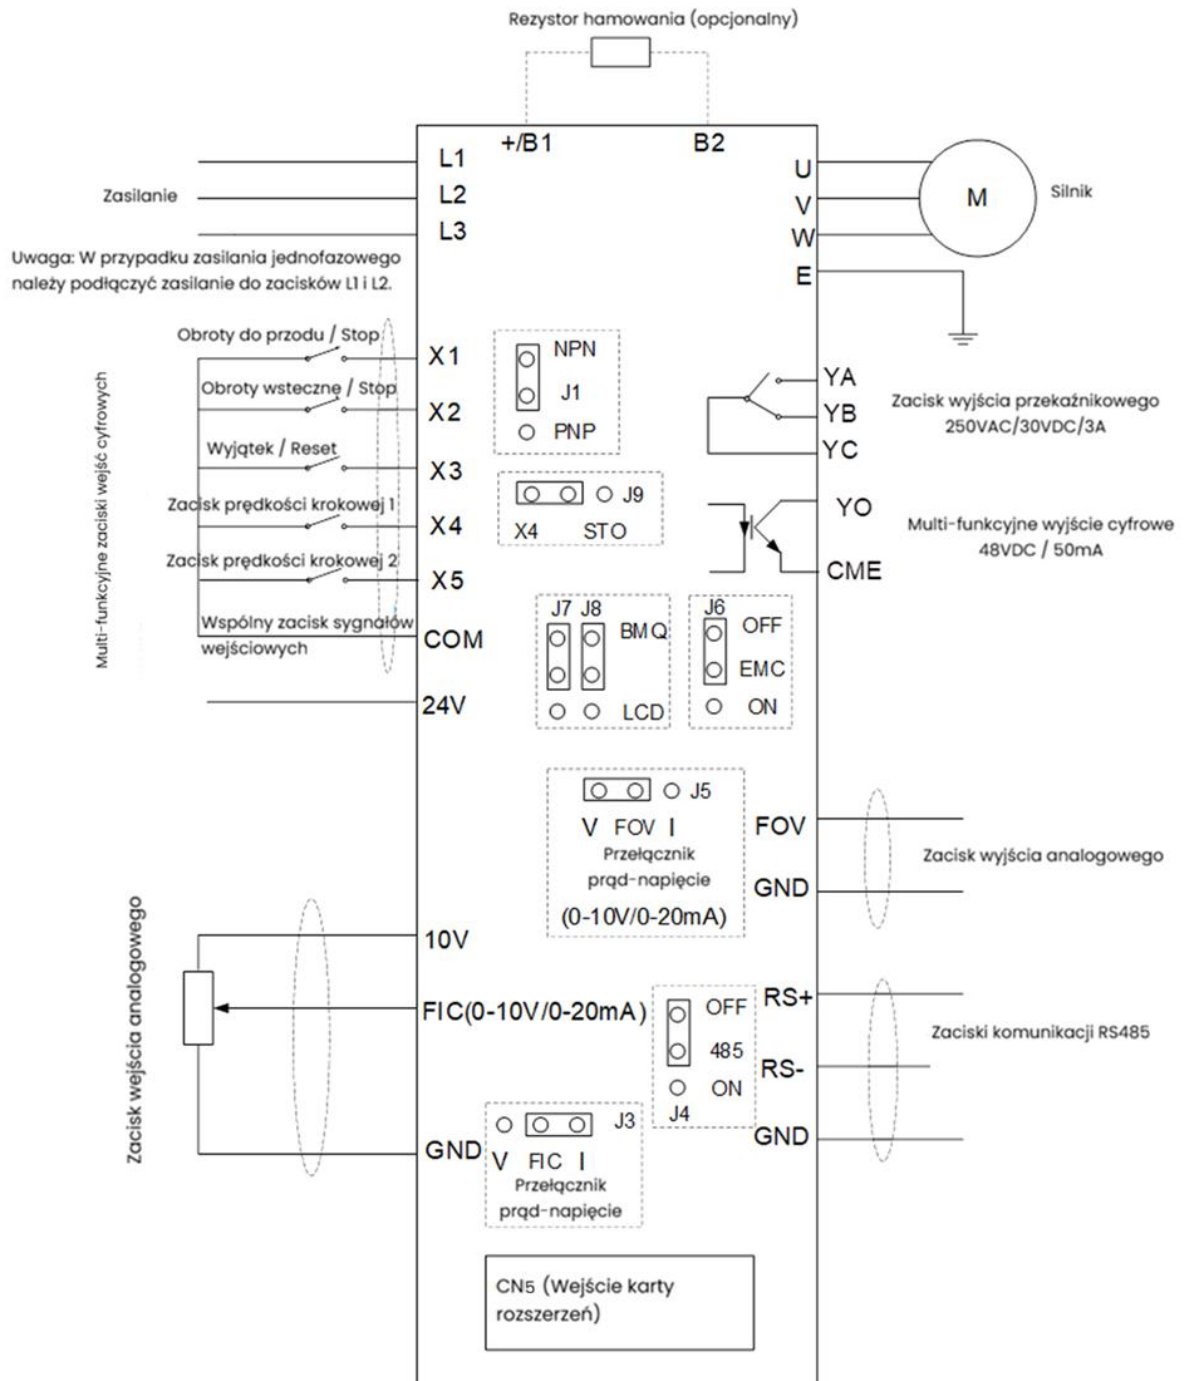 Rezystor hamowania (opcjonalny)
+/B1
B2
L1
L2
L3
Zasilanie
U
V
W
E
M
Silnik
Uwaga: W przypadku zasilania jednofazowego
należy podłączyć zasilanie do zacisków L1 i L2.
Multi-funkcyjne zaciski wejść cyfrowych
Obroty do przodu / Stop
X1
Obroty wsteczne / Stop
X2
Wyjątek / Reset
X3
Zacisk prędkości krokowej 1
X4
Zacisk prędkości krokowej 2
X5
Wspólny zacisk sygnałów
wejściowych
COM
24V
NPN
J1
PNP
J9
X4 STO
YA
YB
YC
Zacisk wyjścia przekaźnikowego
250VAC/30VDC/3A
YO
CME
Multi-funkcyjne wyjście cyfrowe
48VDC / 50mA
J7 J8
BMQ
LCD
J6
OFF
EMC
ON
J5
V FOV I
Przełącznik
prąd-napięcie
(0-10V/0-20mA)
FOV
GND
Zacisk wyjścia analogowego
Zacisk wejścia analogowego
10V
FIC(0-10V/0-20mA)
GND
OFF
485
ON
J4
RS+
RS-
GND
Zaciski komunikacji RS485
J3
V FIC I
Przełącznik
prąd-napięcie
CN5 (Wejście karty
rozszerzeń)